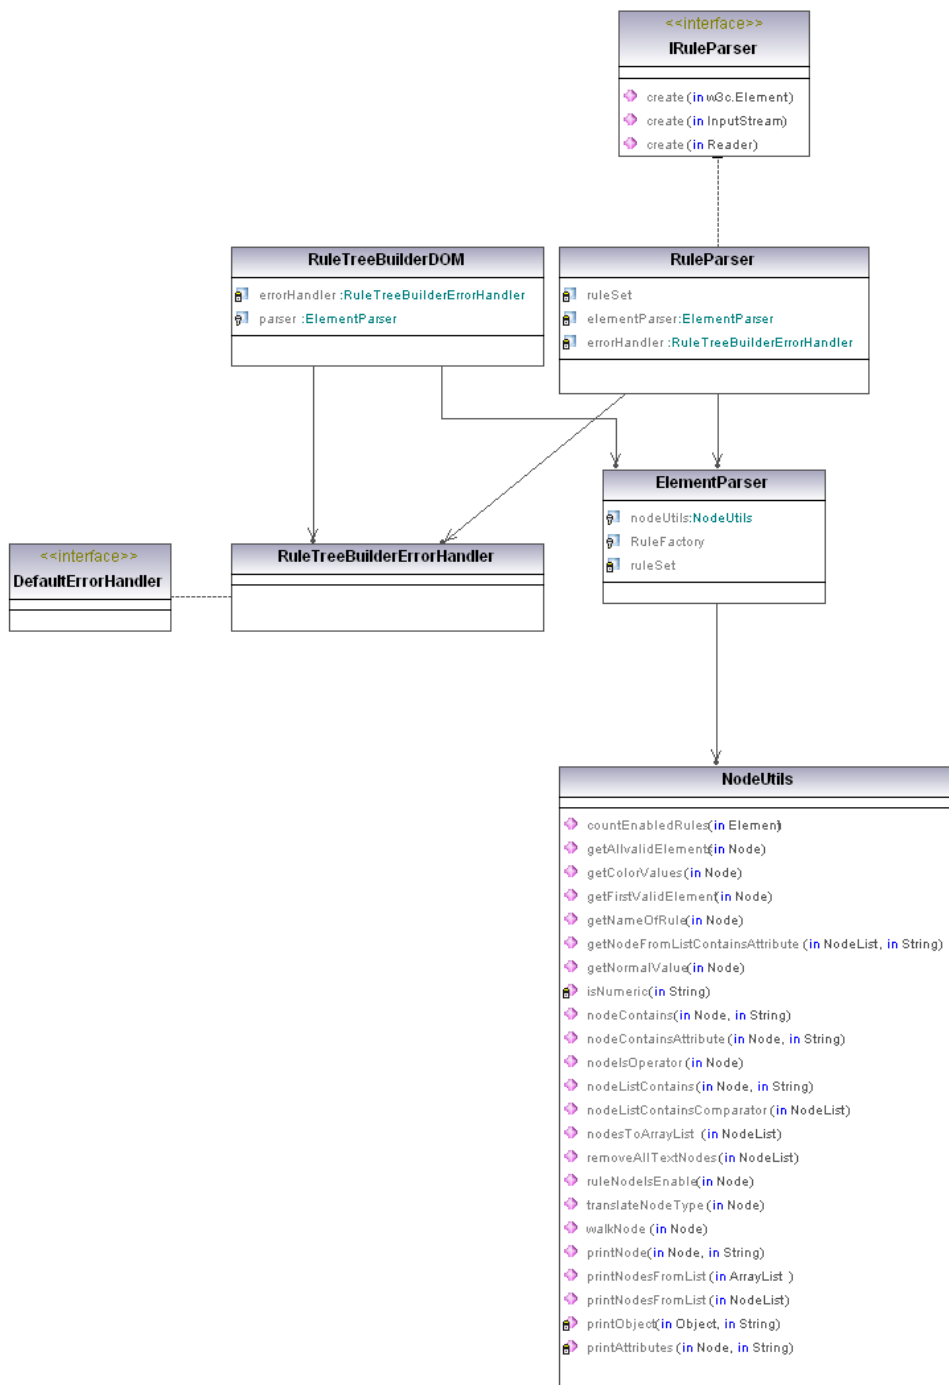 <<interface>>
IRuleParser
create(in w3c.Element)
create(in InputStream)
create(in Reader)
RuleTreeBuilderDOM
errorHandler :RuleTreeBuilderErrorHandler
parser :ElementParser
RuleParser
ruleSet
elementParser:ElementParser
errorHandler :RuleTreeBuilderErrorHandler
ElementParser
nodeUtils:NodeUtils
RuleFactory
ruleSet
<<interface>>
DefaultErrorHandler
RuleTreeBuilderErrorHandler
NodeUtils
countEnabledRules(in Element)
getAllvalidElements(in Node)
getColorValues(in Node)
getFirstValidElement(in Node)
getNameOfRule(in Node)
getNodeFromListContainsAttribute (in NodeList, in String)
getNormalValue(in Node)
isNumeric(in String)
nodeContains(in Node, in String)
nodeContainsAttribute (in Node, in String)
nodeIsOperator (in Node)
nodeListContains(in Node, in String)
nodeListContainsComparator (in NodeList)
nodesToArrayList (in NodeList)
removeAllTextNodes(in NodeList)
ruleNodeIsEnable(in Node)
translateNodeType (in Node)
walkNode (in Node)
printNode(in Node, in String)
printNodesFromList (in ArrayList )
printNodesFromList (in NodeList)
printObject(in Object, in String)
printAttributes (in Node, in String)